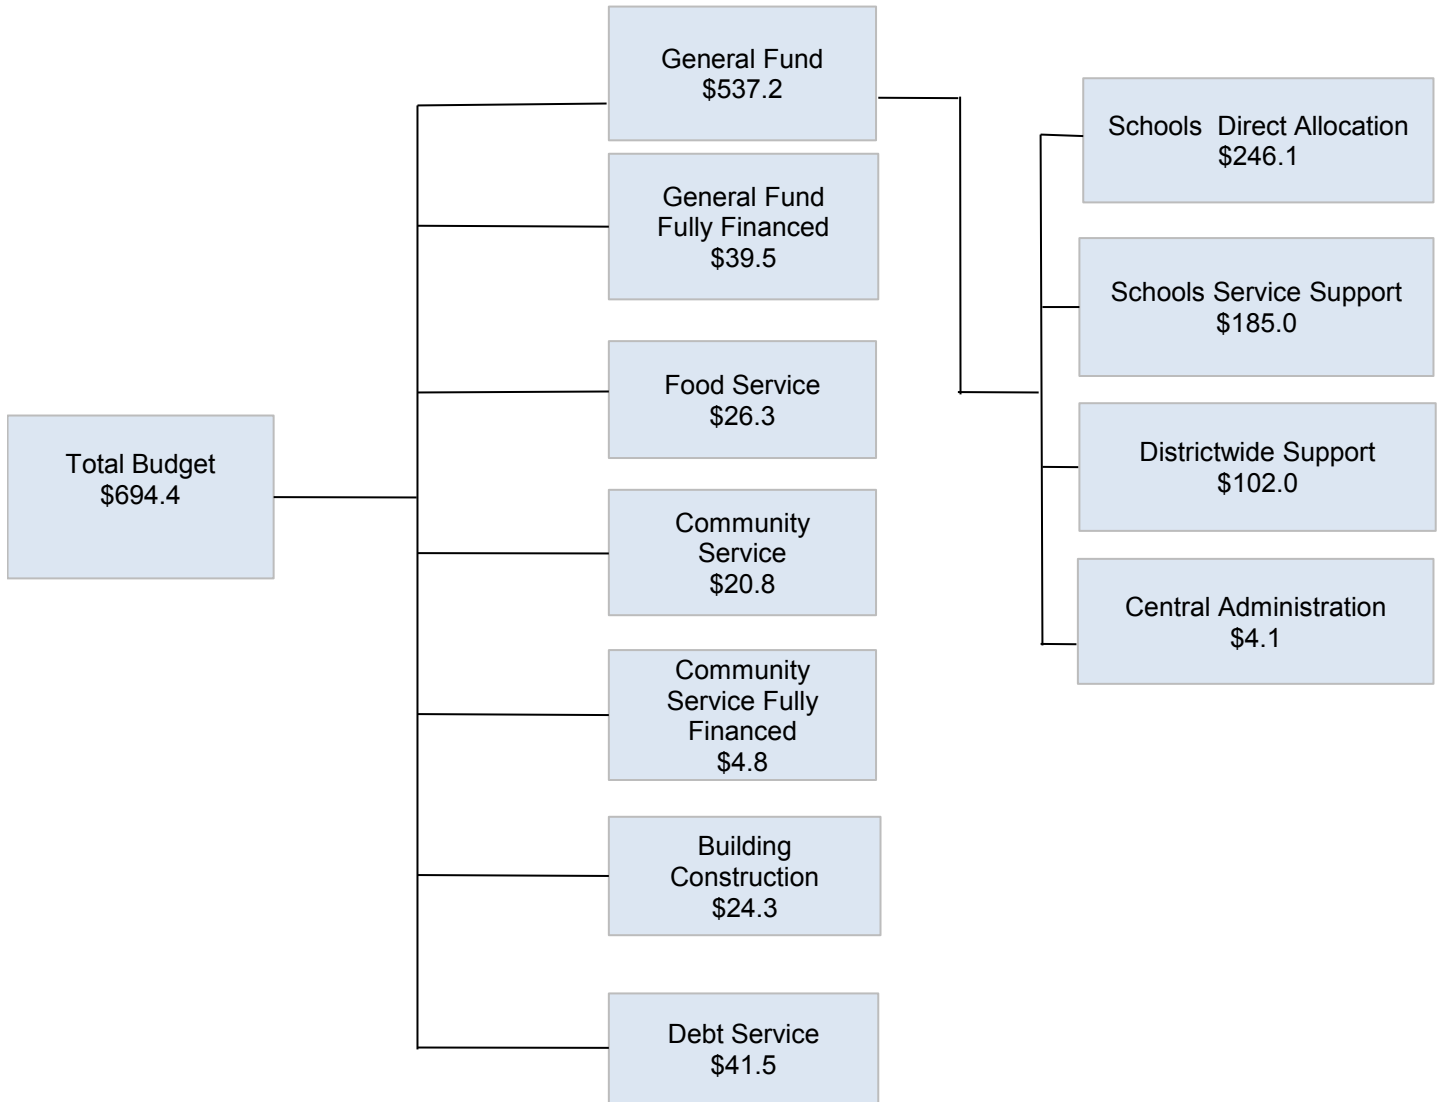 General Fund
$537.2
General Fund
Fully Financed
$39.5
Food Service
$26.3
Total Budget
$694.4
Community
Service
$20.8
Community
Service Fully
Financed
$4.8
Building
Construction
$24.3
Debt Service
$41.5
Schools  Direct Allocation
$246.1
Schools Service Support
$185.0
Districtwide Support
$102.0
Central Administration
$4.1